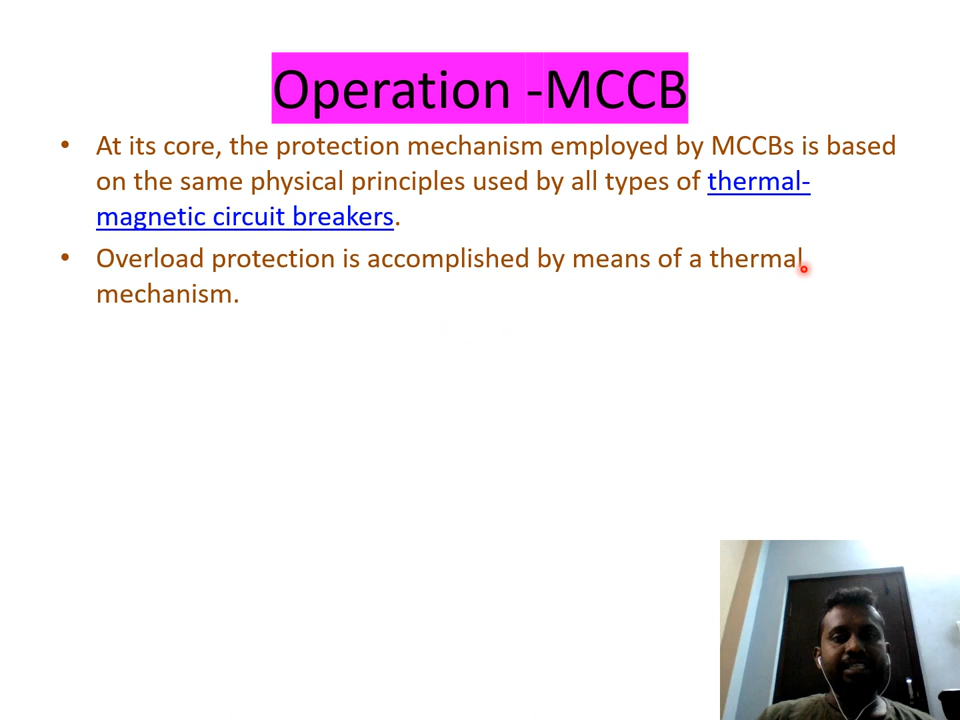 Operation -MCCB
• At its core, the protection mechanism employed by MCCBs is based
on the same physical principles used by all types of thermal-
magnetic circuit breakers.
• Overload protection is accomplished by means of a thermal
mechanism.